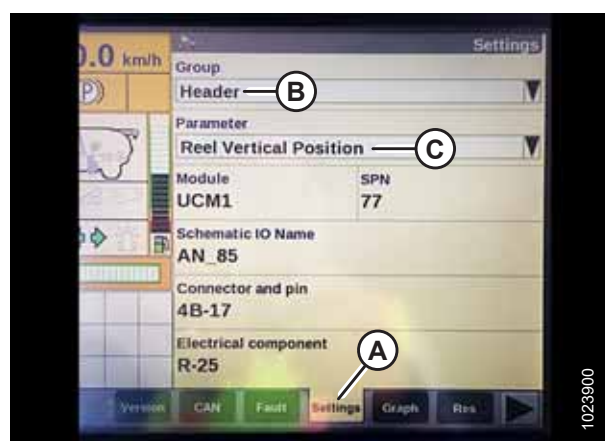 0.0 km/h
Settings
Group
Header
B
P
Parameter
Reel Vertical Position
C
Module SPN
UCM1 77
Schematic IO Name
AN_85
Connector and pin
4B-17
Electrical component
A
R-25
Version CAN Fault Settings Graph Res
1023900